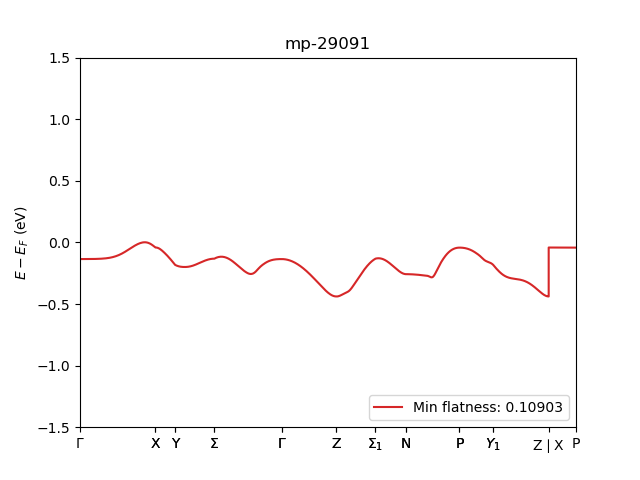 mp-29091
1.5
1.0
0.5
0.0
−0.5
−1.0
−1.5
E − E_F (eV)
Min flatness: 0.10903
Γ X Y Σ Γ Z Σ₁ N P Y₁ Z | X P